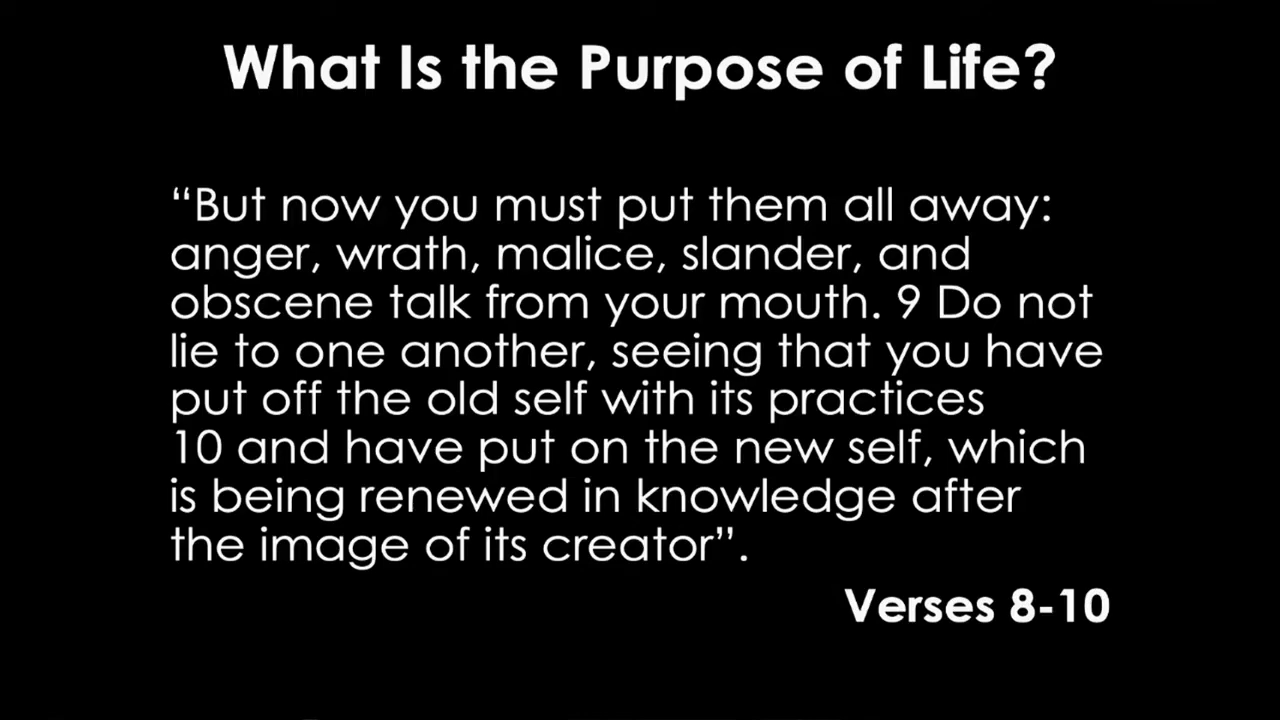 What Is the Purpose of Life?
“But now you must put them all away:
anger, wrath, malice, slander, and
obscene talk from your mouth. 9 Do not
lie to one another, seeing that you have
put off the old self with its practices
10 and have put on the new self, which
is being renewed in knowledge after
the image of its creator”.
Verses 8-10